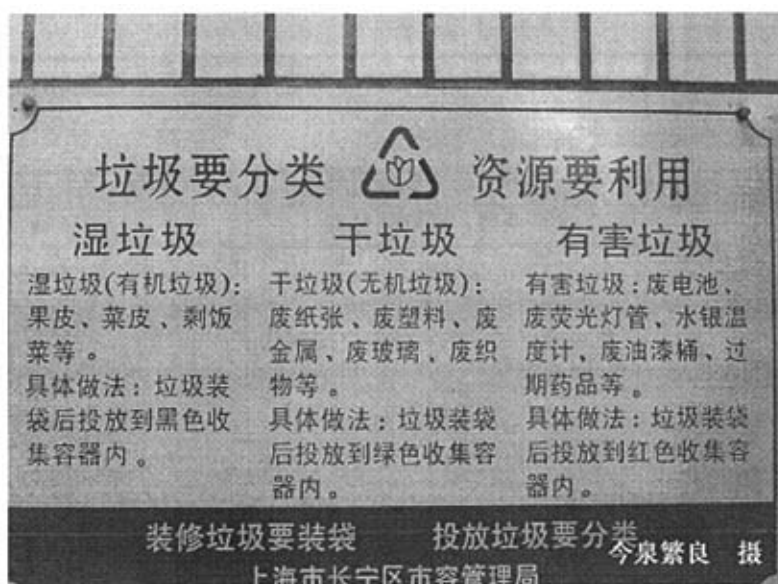 垃圾要分类 资源要利用
湿垃圾
湿垃圾(有机垃圾)：
果皮、菜皮、剩饭
菜等。
具体做法：垃圾装
袋后投放到黑色收
集容器内。
干垃圾
干垃圾(无机垃圾)：
废纸张、废塑料、废
金属、废玻璃、废织
物等。
具体做法：垃圾装袋
后投放到绿色收集容
器内。
有害垃圾
有害垃圾：废电池、
废荧光灯管、水银温
度计、废油漆桶、过
期药品等。
具体做法：垃圾装袋
后投放到红色收集容
器内。
装修垃圾要装袋 投放垃圾要分类
上海市长宁区市容管理局
今泉繁良 摄